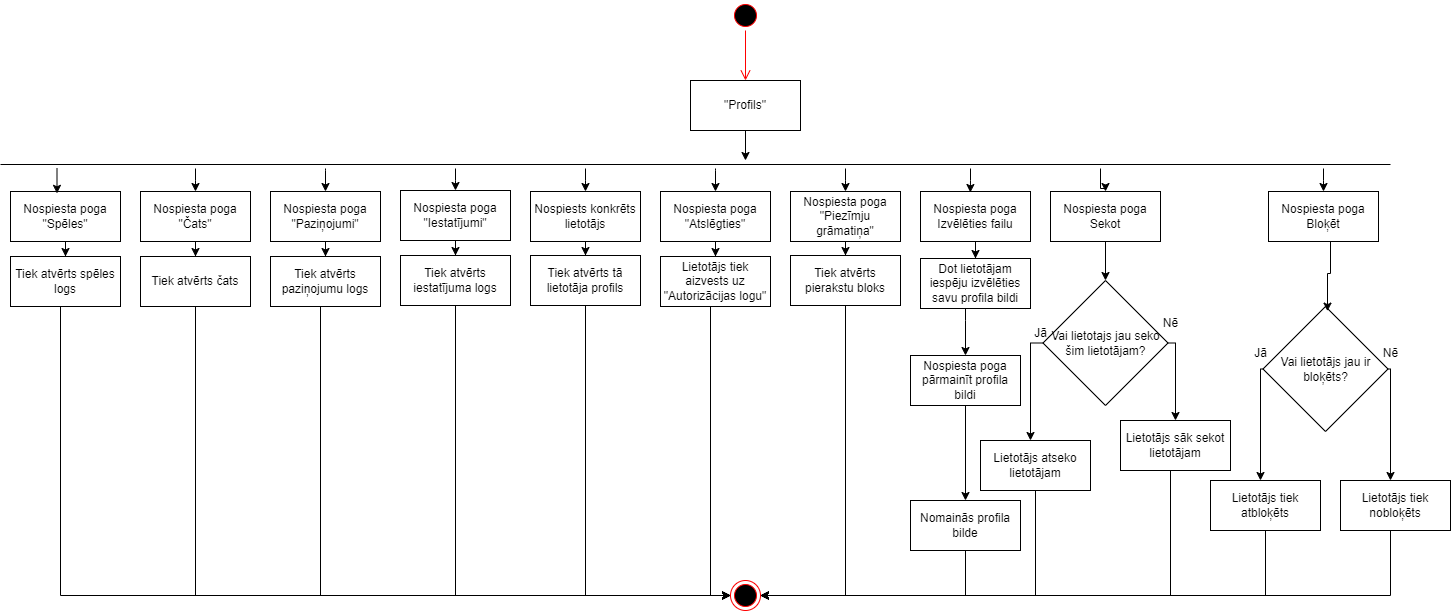 "Profils"
Nospiesta poga
"Spēles"
Nospiesta poga
"Čats"
Nospiesta poga
"Paziņojumi"
Nospiesta poga
"Iestatījumi"
Nospiests konkrēts
lietotājs
Nospiesta poga
"Atslēgties"
Nospiesta poga
"Piezīmju
grāmatiņa"
Nospiesta poga
Izvēlēties failu
Nospiesta poga
Sekot
Nospiesta poga
Bloķēt
Tiek atvērts spēles
logs
Tiek atvērts čats
Tiek atvērts
paziņojumu logs
Tiek atvērts
iestatījuma logs
Tiek atvērts tā
lietotāja profils
Lietotājs tiek
aizvests uz
"Autorizācijas logu"
Tiek atvērts
pierakstu bloks
Dot lietotājam
iespēju izvēlēties
savu profila bildi
Jā
Vai lietotajs jau seko
šim lietotājam?
Nē
Jā
Vai lietotājs jau ir
bloķēts?
Nē
Nospiesta poga
pārmainīt profila
bildi
Lietotājs atseko
lietotājam
Lietotājs sāk sekot
lietotājam
Nomainās profila
bilde
Lietotājs tiek
atbloķēts
Lietotājs tiek
nobloķēts